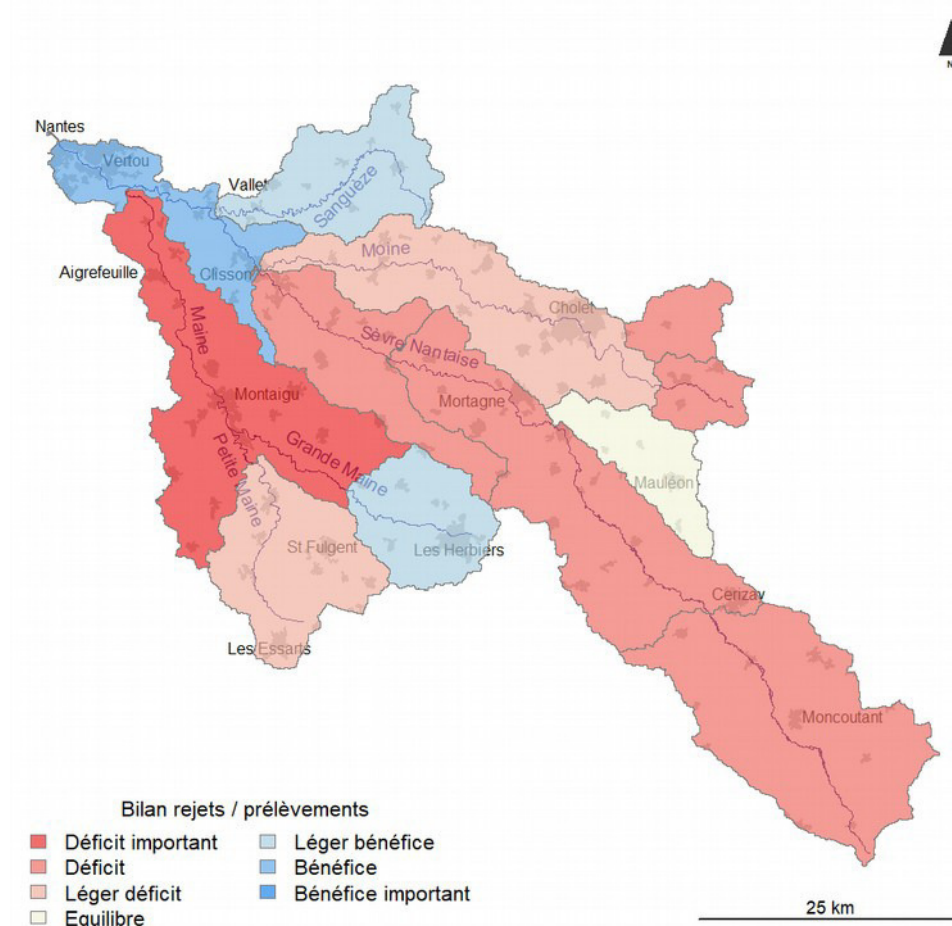 N
Nantes
Vertou
Vallet
Sanguèze
Moine
Aigrefeuille
Clisson
Cholet
Maine
Sèvre Nantaise
Montaigu
Mortagne
Grande Maine
Petite Maine
Mauléon
St Fulgent
Les Herbiers
Cerizay
Les Essarts
Moncoutant
Bilan rejets / prélèvements
Déficit important
Léger bénéfice
Déficit
Bénéfice
Léger déficit
Bénéfice important
Equilibre
25 km